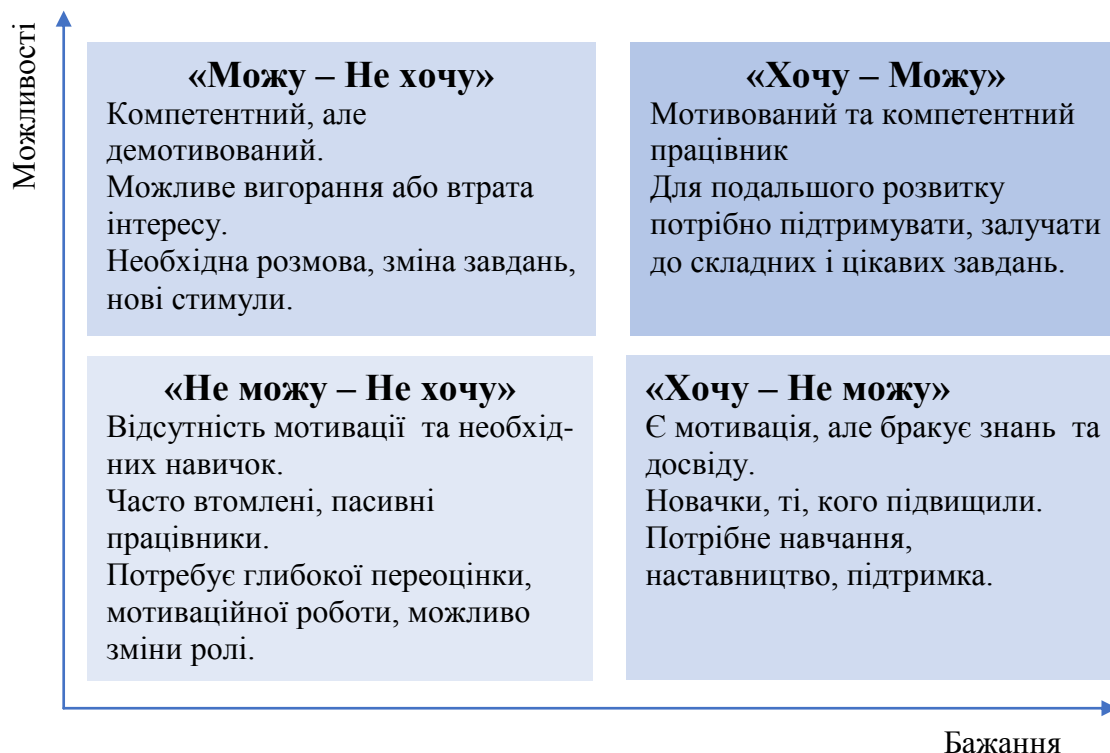 Можливості
«Можу – Не хочу»
Компетентний, але
демотивований.
Можливе вигорання або втрата
інтересу.
Необхідна розмова, зміна завдань,
нові стимули.
«Хочу – Можу»
Мотивований та компетентний
працівник
Для подальшого розвитку
потрібно підтримувати, залучати
до складних і цікавих завдань.
«Не можу – Не хочу»
Відсутність мотивації та необхід-
них навичок.
Часто втомлені, пасивні
працівники.
Потребує глибокої переоцінки,
мотиваційної роботи, можливо
зміни ролі.
«Хочу – Не можу»
Є мотивація, але бракує знань та
досвіду.
Новачки, ті, кого підвищили.
Потрібне навчання,
наставництво, підтримка.
Бажання